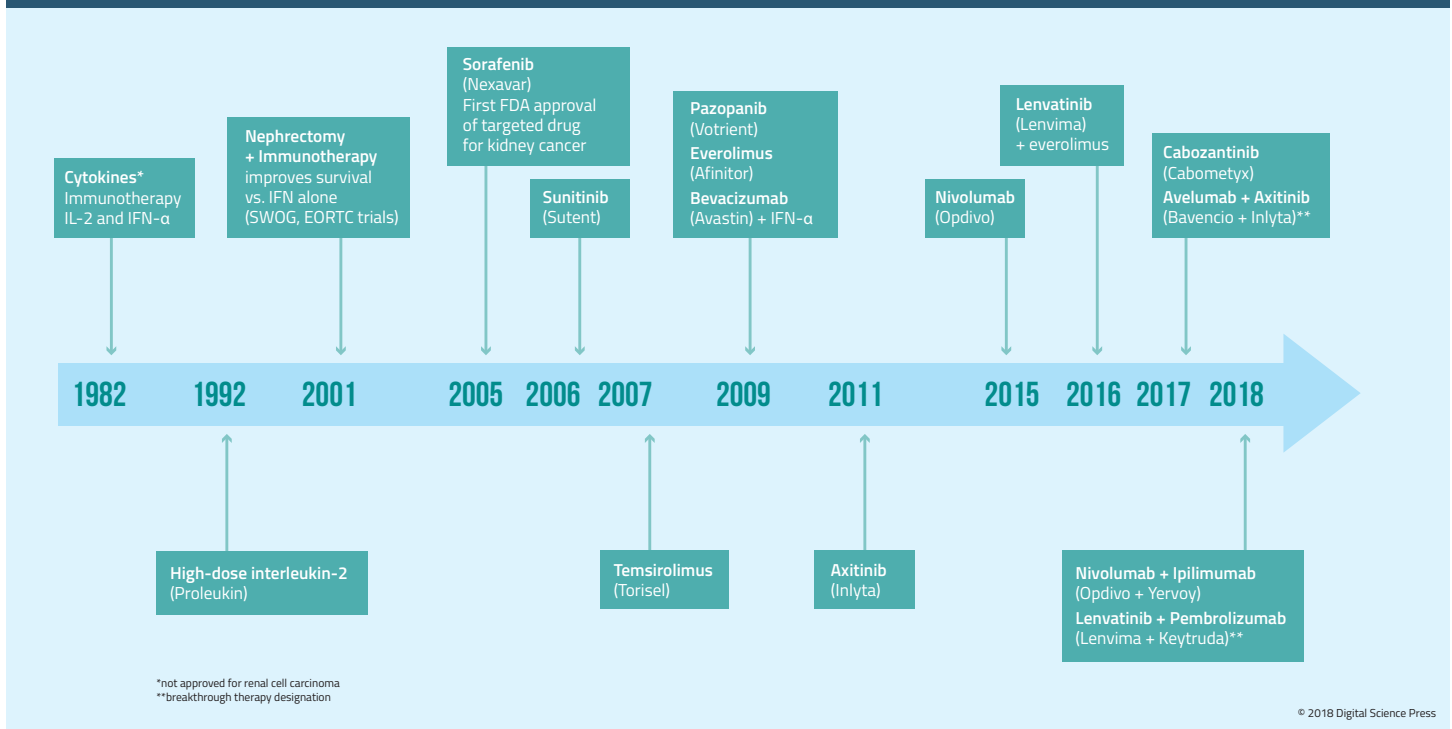 Cytokines*
Immunotherapy
IL-2 and IFN-α
Nephrectomy
+ Immunotherapy
improves survival
vs. IFN alone
(SWOG, EORTC trials)
Sorafenib
(Nexavar)
First FDA approval
of targeted drug
for kidney cancer
Sunitinib
(Sutent)
Pazopanib
(Votrient)
Everolimus
(Afinitor)
Bevacizumab
(Avastin) + IFN-α
Nivolumab
(Opdivo)
Lenvatinib
(Lenvima)
+ everolimus
Cabozantinib
(Cabometyx)
Avelumab + Axitinib
(Bavencio + Inlyta)**
1982 1992 2001 2005 2006 2007 2009 2011 2015 2016 2017 2018
High-dose interleukin-2
(Proleukin)
Temsirolimus
(Torisel)
Axitinib
(Inlyta)
Nivolumab + Ipilimumab
(Opdivo + Yervoy)
Lenvatinib + Pembrolizumab
(Lenvima + Keytruda)**
*not approved for renal cell carcinoma
**breakthrough therapy designation
© 2018 Digital Science Press